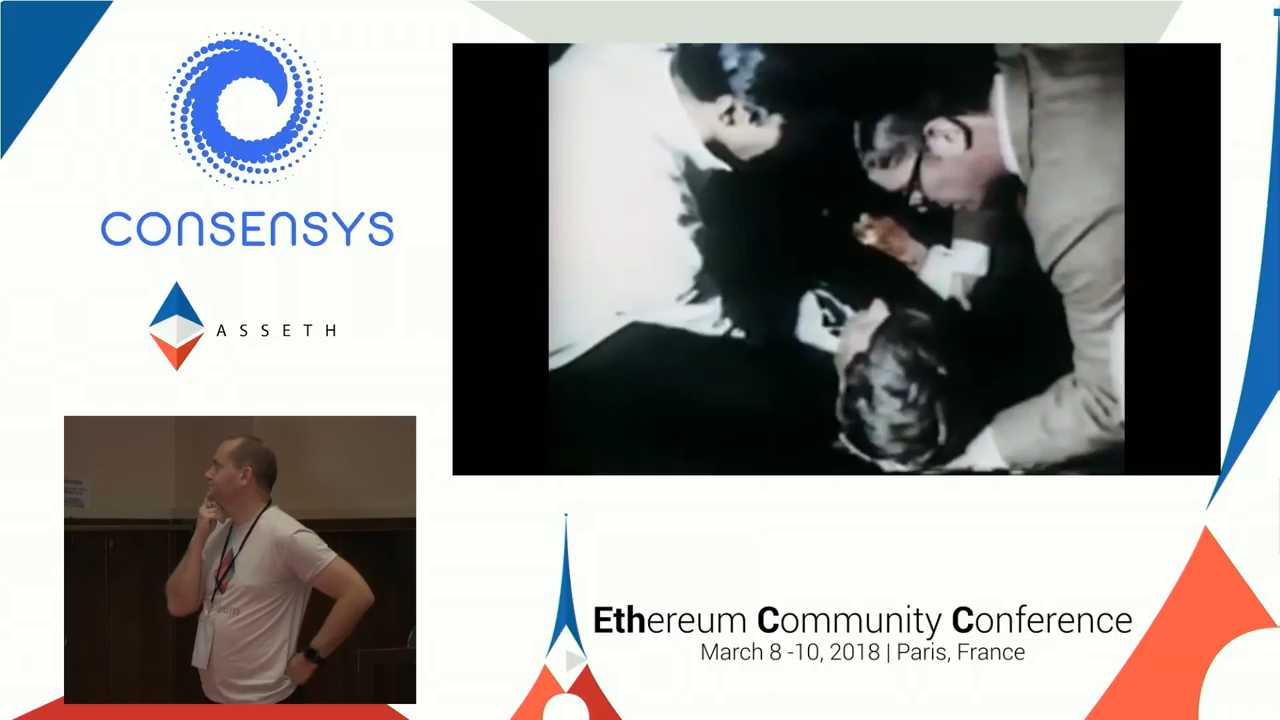 CONSENSYS
ASSETH
Ethereum Community Conference
March 8 -10, 2018 | Paris, France